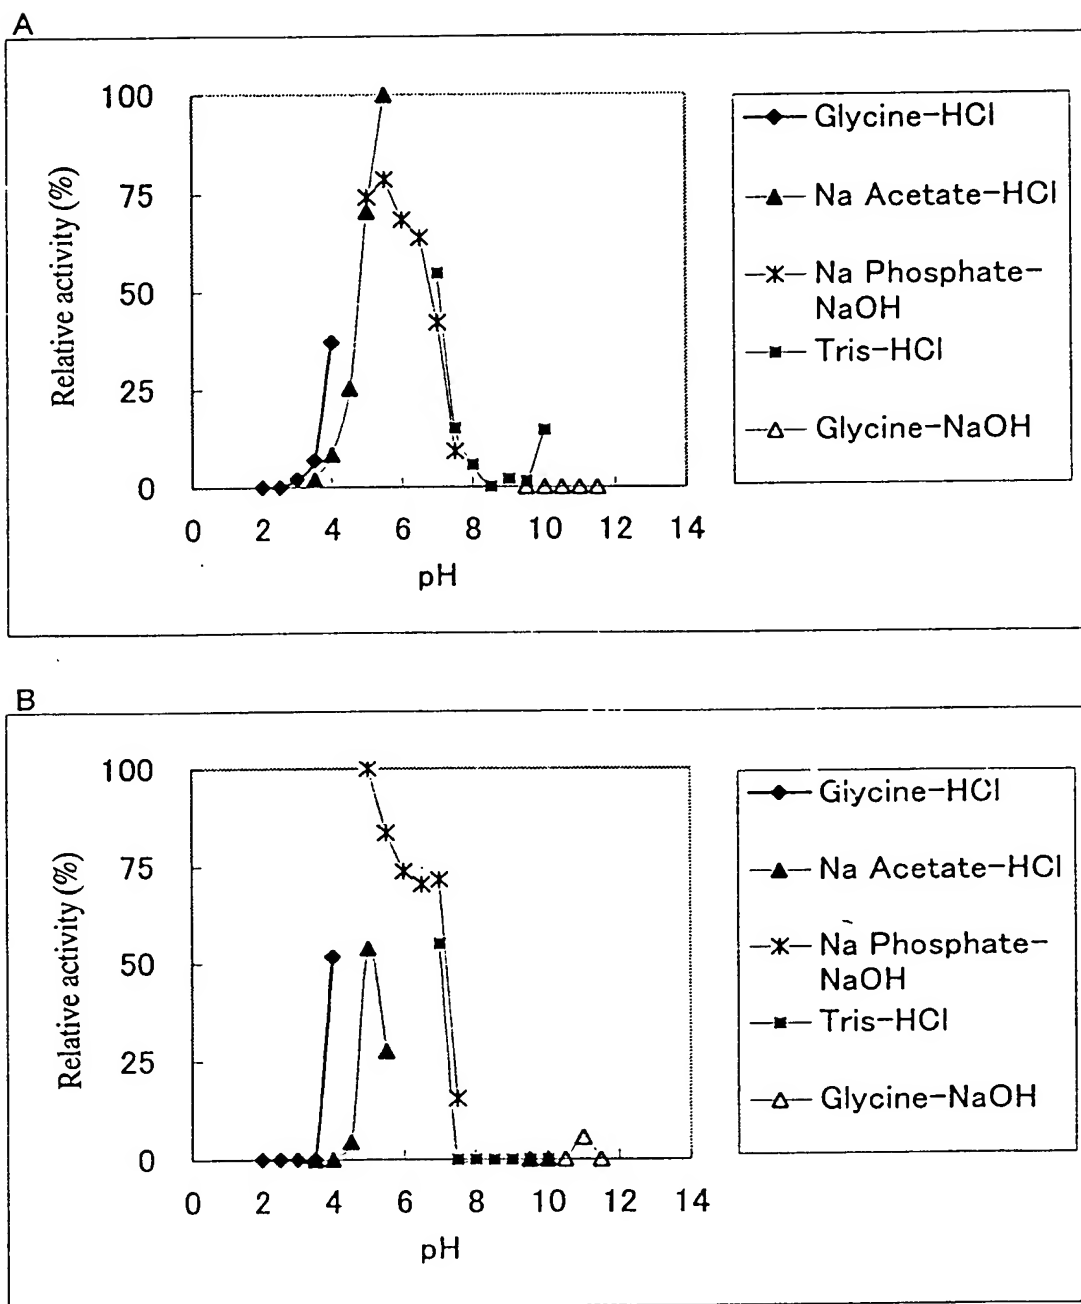 A
100
75
50
25
0
Relative activity (%)
0 2 4 6 8 10 12 14
pH
Glycine-HCl
Na Acetate-HCl
Na Phosphate-
NaOH
Tris-HCl
Glycine-NaOH
B
100
75
50
25
0
Relative activity (%)
0 2 4 6 8 10 12 14
pH
Glycine-HCl
Na Acetate-HCl
Na Phosphate-
NaOH
Tris-HCl
Glycine-NaOH